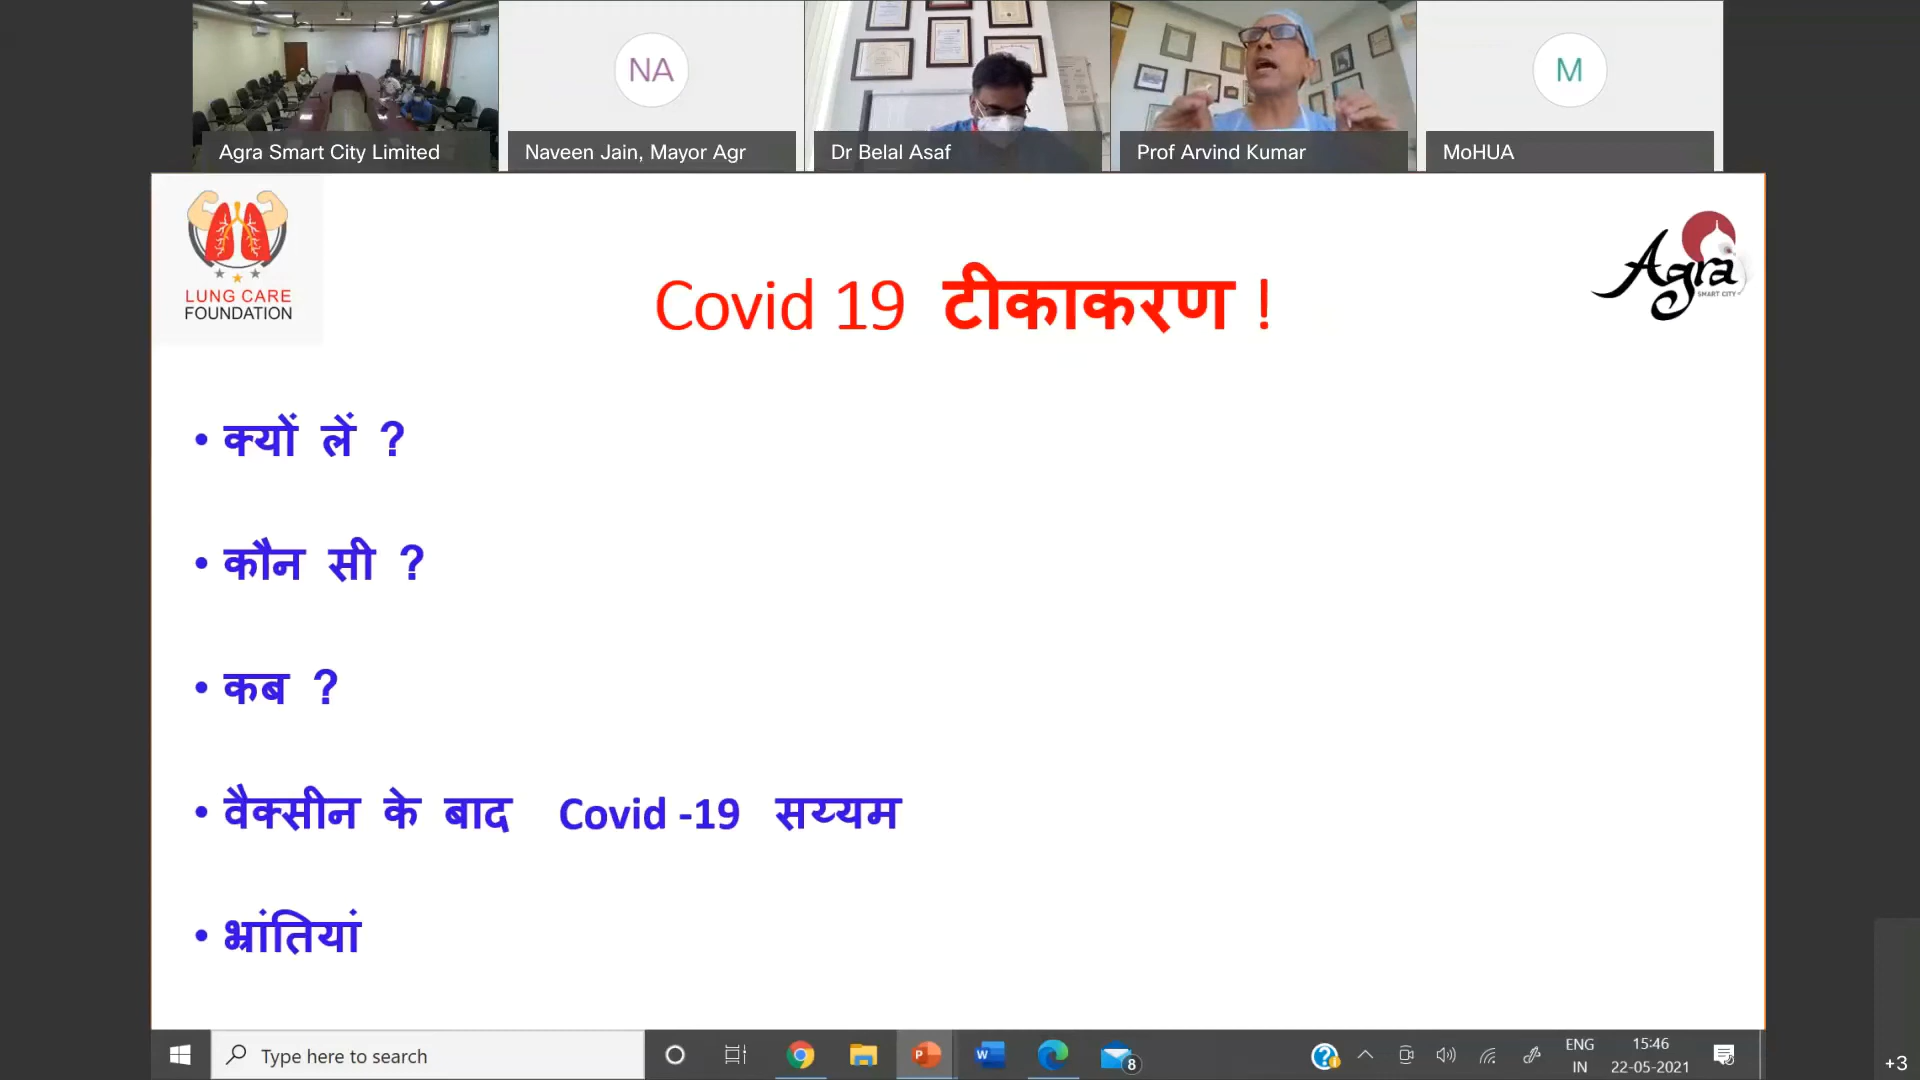 NA
M
Agra Smart City Limited
Naveen Jain, Mayor Agr
Dr Belal Asaf
Prof Arvind Kumar
MoHUA
LUNG CARE
FOUNDATION
Agra
SMART CITY
Covid 19 टीकाकरण !
• क्यों लें ?
• कौन सी ?
• कब ?
• वैक्सीन के बाद Covid -19 सय्यम
• भ्रांतियां
Type here to search
8
ENG
IN
15:46
22-05-2021
+3